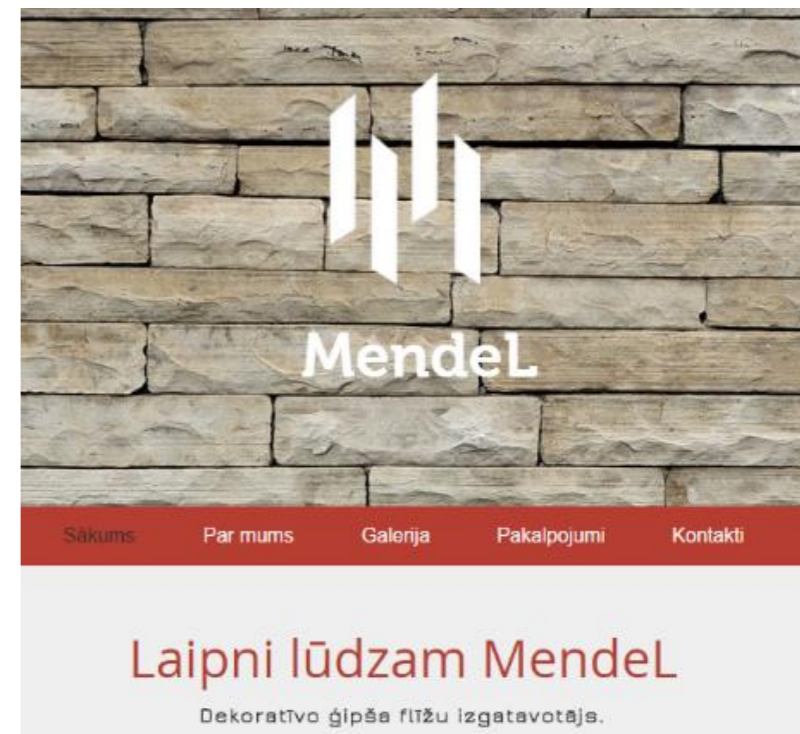 MendeL
Sākums Par mums Galerija Pakalpojumi Kontakti
Laipni lūdzam MendeL
Dekoratīvo ģipša flīžu izgatavotājs.